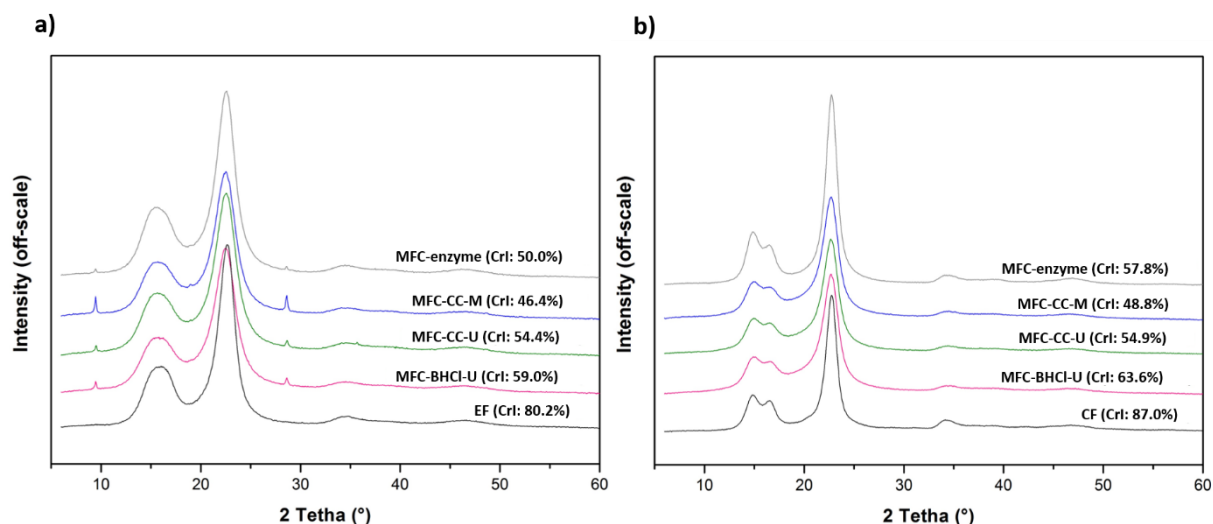 a)
Intensity (off-scale)
MFC-enzyme (CrI: 50.0%)
MFC-CC-M (CrI: 46.4%)
MFC-CC-U (CrI: 54.4%)
MFC-BHCl-U (CrI: 59.0%)
EF (CrI: 80.2%)
10 20 30 40 50 60
2 Tetha (°)
b)
Intensity (off-scale)
MFC-enzyme (CrI: 57.8%)
MFC-CC-M (CrI: 48.8%)
MFC-CC-U (CrI: 54.9%)
MFC-BHCl-U (CrI: 63.6%)
CF (CrI: 87.0%)
10 20 30 40 50 60
2 Tetha (°)